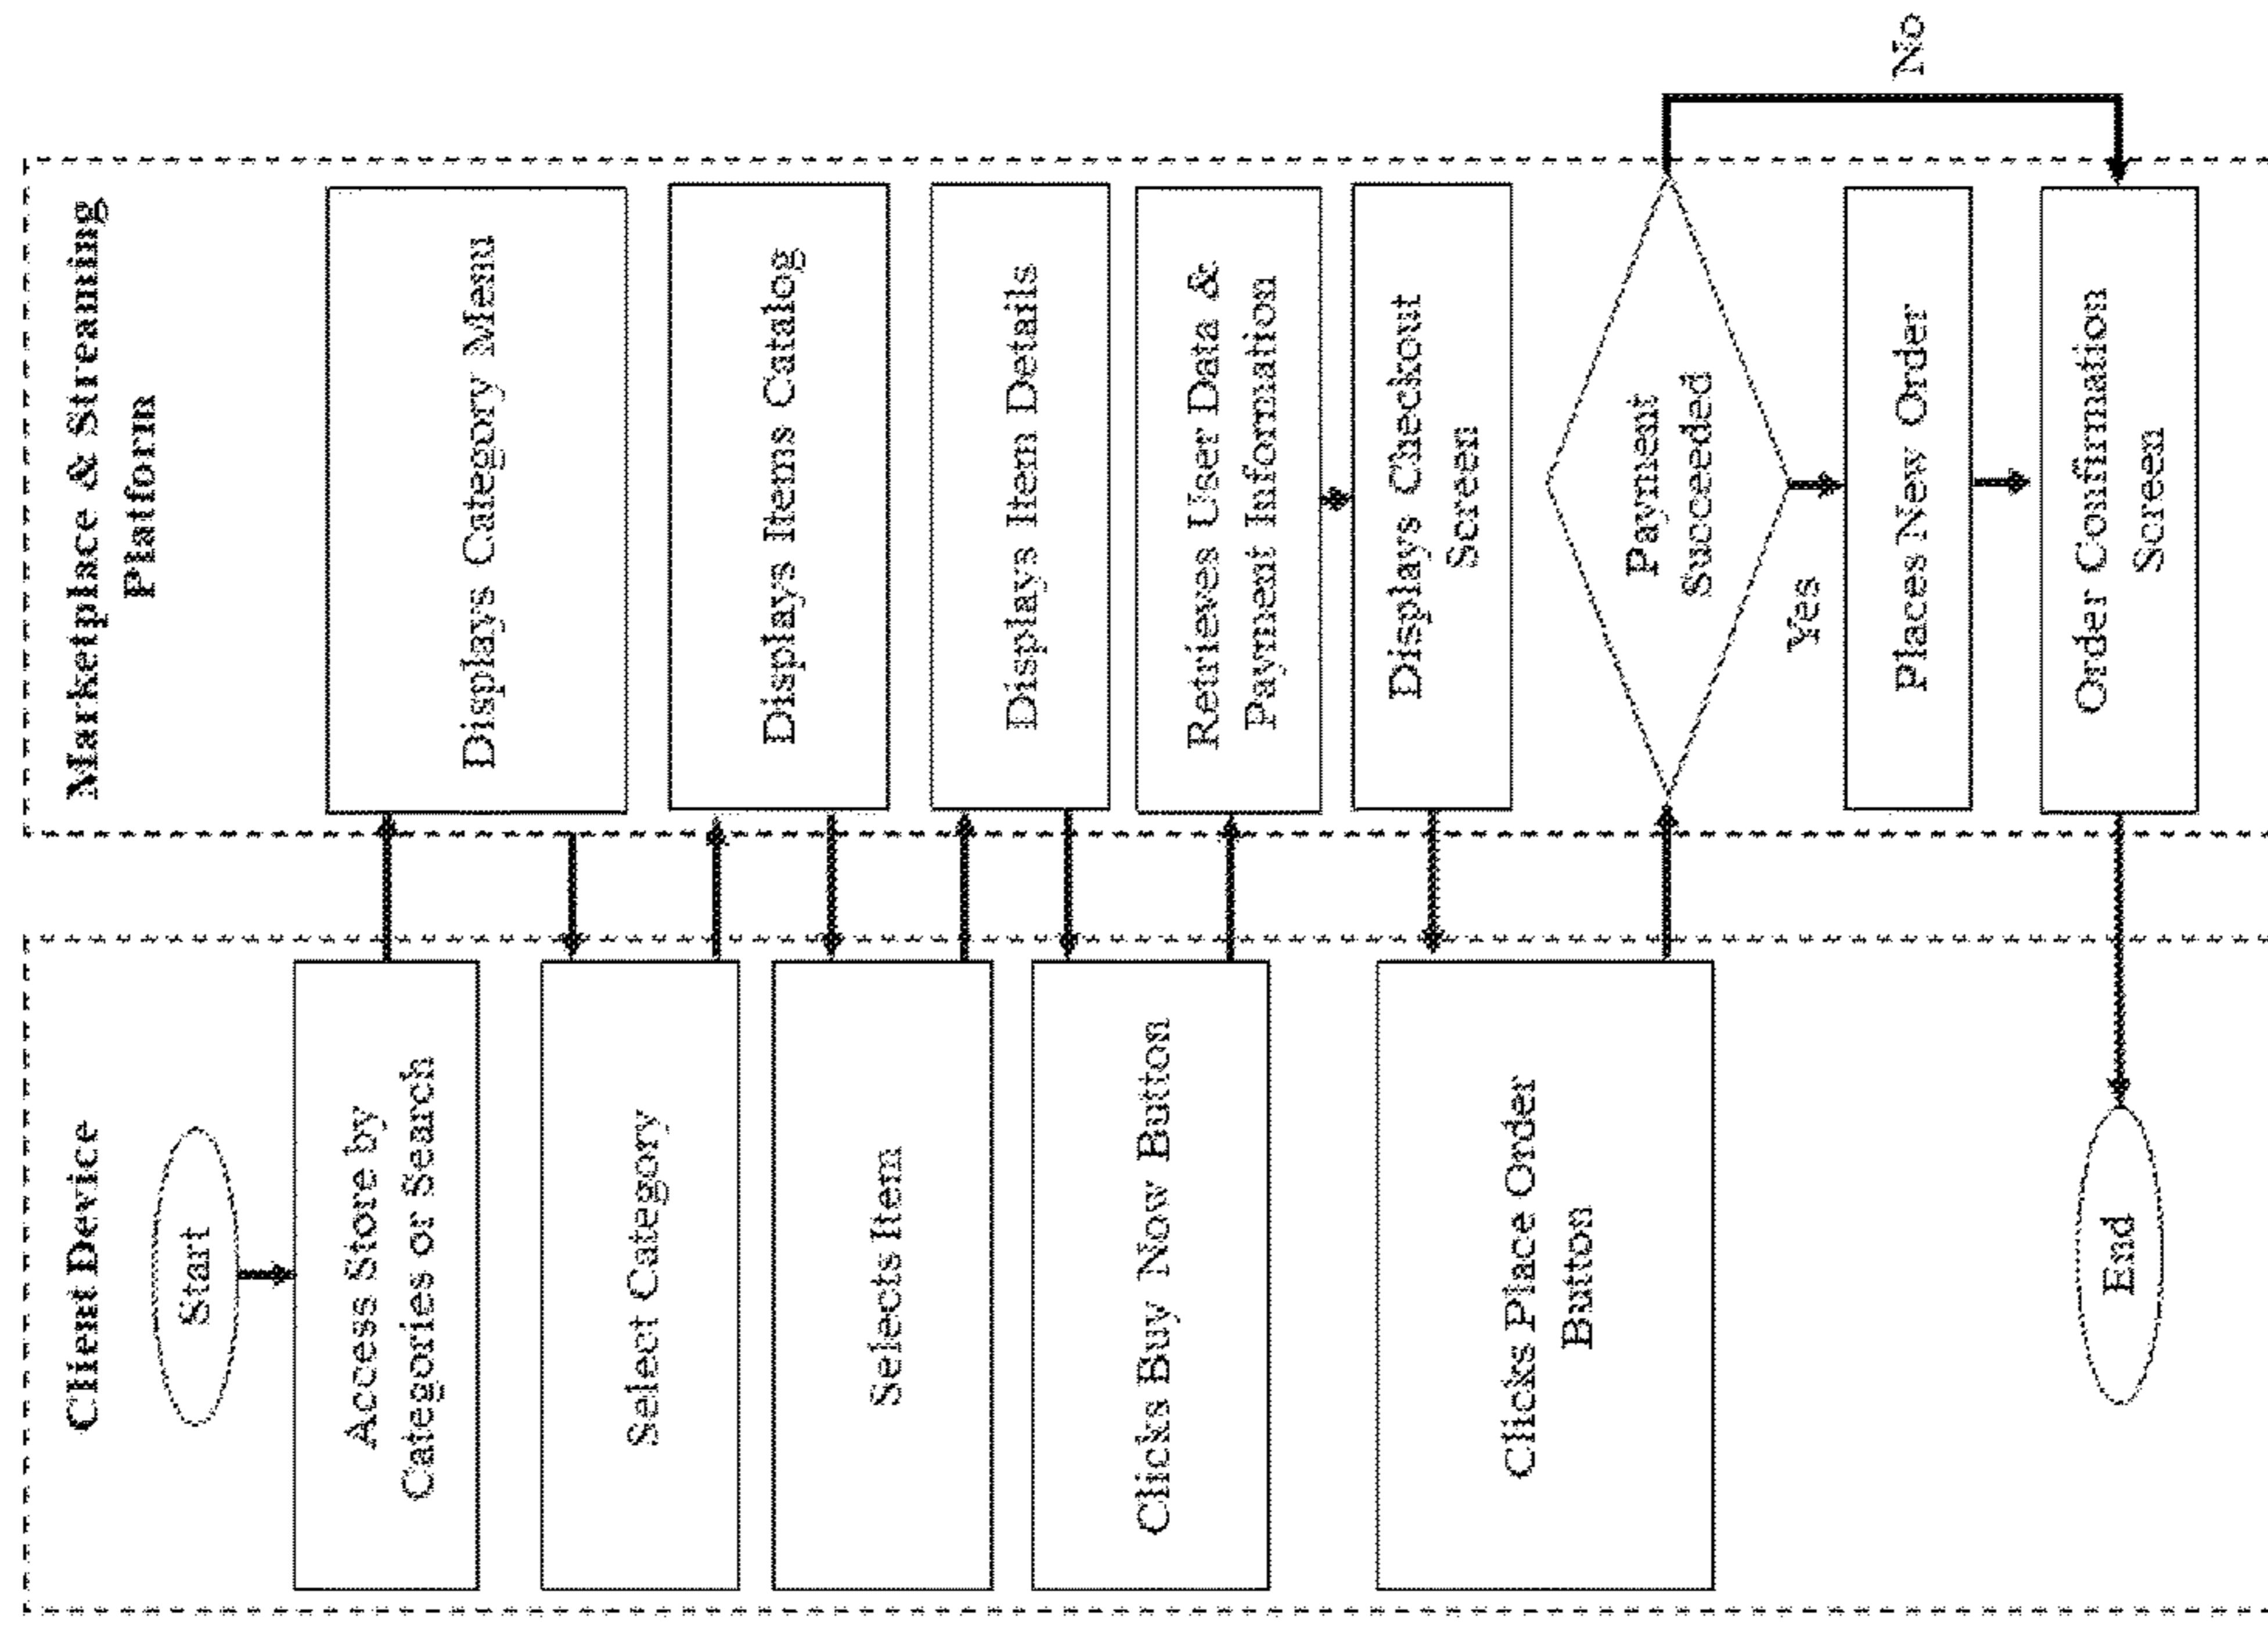 Client Device
Start
Access Store by
Categories or Search
Select Category
Selects Item
Clicks Buy Now Button
Clicks Place Order
Button
End
Marketplace & Streaming
Platform
Displays Category Menu
Displays Items Catalog
Displays Item Details
Retrieves User Data &
Payment Information
Displays Checkout
Screen
Payment
Succeeded
Yes
No
Places New Order
Order Confirmation
Screen